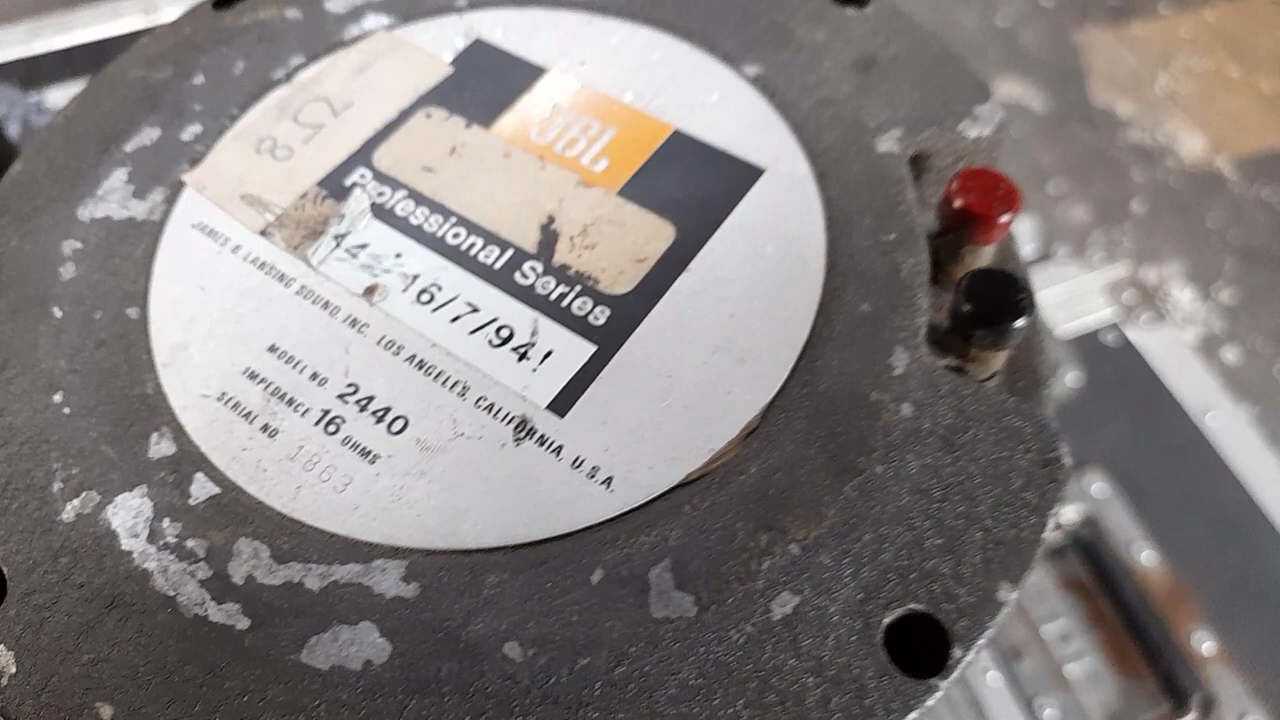 8 Ω
JBL
Professional Series
16/7/94!
JAMES B. LANSING SOUND, INC. LOS ANGELES, CALIFORNIA, U.S.A.
MODEL NO. 2440
IMPEDANCE 16 OHMS
SERIAL NO. 1863